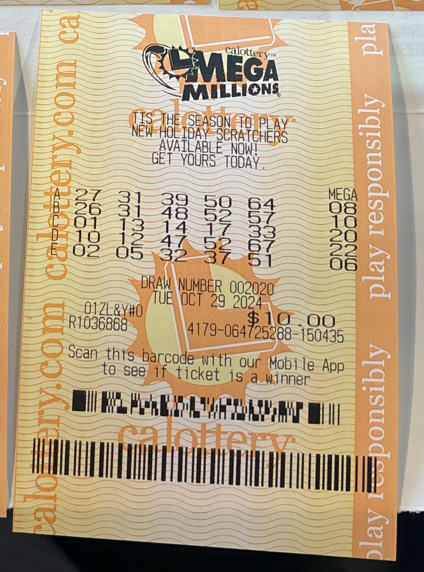 calottery™
MEGA
MILLIONS
TIS THE SEASON TO PLAY
NEW HOLIDAY SCRATCHERS
AVAILABLE NOW!
GET YOURS TODAY.
MEGA
A 27 31 39 50 64 08
B 26 31 48 52 57 10
C 01 13 14 17 33 20
D 10 12 47 52 67 22
E 02 05 32 37 51 06
DRAW NUMBER 002020
TUE OCT 29 2024
01ZL&Y#0 $10.00
R1036868 4179-064725288-150435
Scan this barcode with our Mobile App
to see if ticket is a winner
calottery
calottery
calottery.com calottery.com ca
play responsibly play responsibly pla